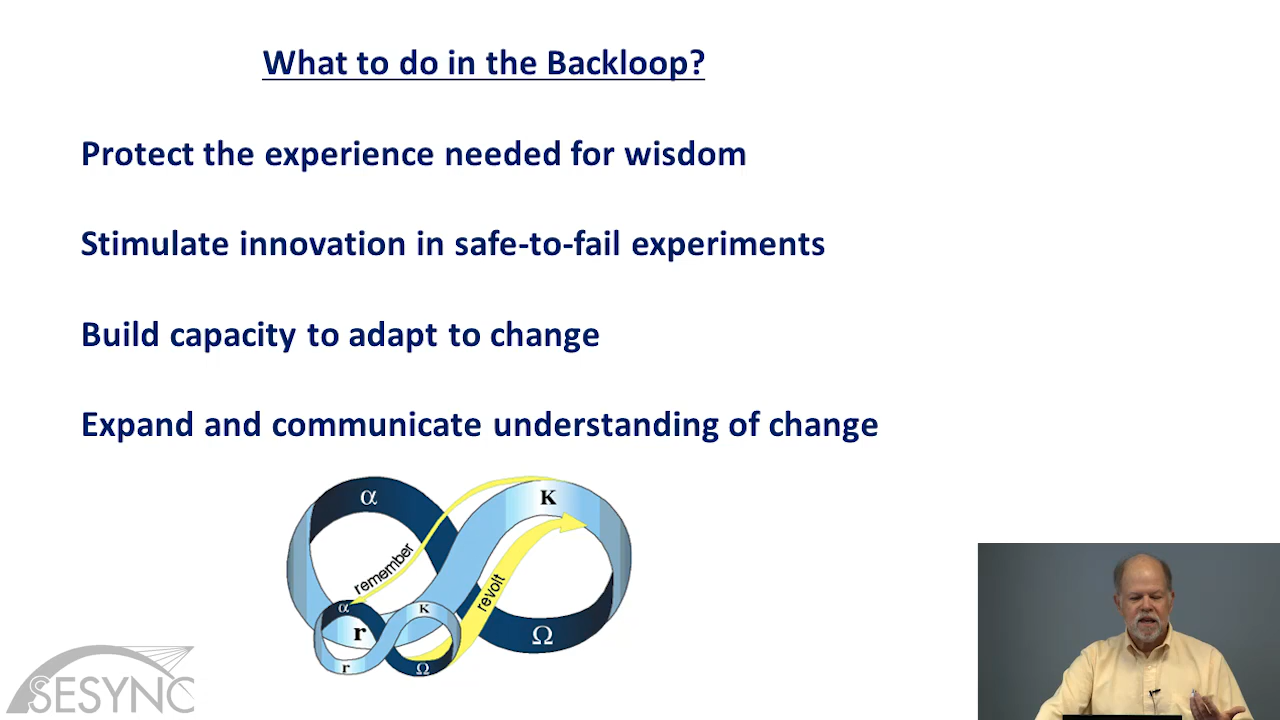 What to do in the Backloop?
Protect the experience needed for wisdom
Stimulate innovation in safe-to-fail experiments
Build capacity to adapt to change
Expand and communicate understanding of change
α
K
remember
revolt
α
K
r
r
Ω
Ω
SESYNC